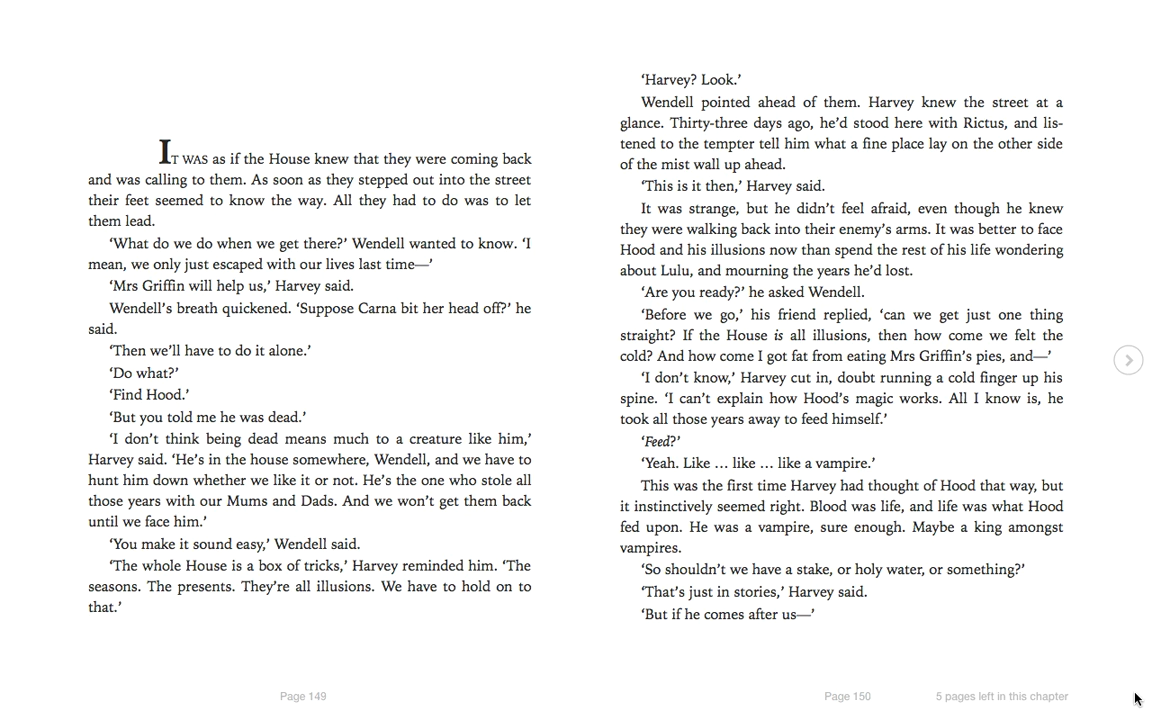 IT WAS as if the House knew that they were coming back
and was calling to them. As soon as they stepped out into the street
their feet seemed to know the way. All they had to do was to let
them lead.
‘What do we do when we get there?’ Wendell wanted to know. ‘I
mean, we only just escaped with our lives last time—’
‘Mrs Griffin will help us,’ Harvey said.
Wendell’s breath quickened. ‘Suppose Carna bit her head off?’ he
said.
‘Then we’ll have to do it alone.’
‘Do what?’
‘Find Hood.’
‘But you told me he was dead.’
‘I don’t think being dead means much to a creature like him,’
Harvey said. ‘He’s in the house somewhere, Wendell, and we have to
hunt him down whether we like it or not. He’s the one who stole all
those years with our Mums and Dads. And we won’t get them back
until we face him.’
‘You make it sound easy,’ Wendell said.
‘The whole House is a box of tricks,’ Harvey reminded him. ‘The
seasons. The presents. They’re all illusions. We have to hold on to
that.’
Page 149
‘Harvey? Look.’
Wendell pointed ahead of them. Harvey knew the street at a
glance. Thirty-three days ago, he’d stood here with Rictus, and lis-
tened to the tempter tell him what a fine place lay on the other side
of the mist wall up ahead.
‘This is it then,’ Harvey said.
It was strange, but he didn’t feel afraid, even though he knew
they were walking back into their enemy’s arms. It was better to face
Hood and his illusions now than spend the rest of his life wondering
about Lulu, and mourning the years he’d lost.
‘Are you ready?’ he asked Wendell.
‘Before we go,’ his friend replied, ‘can we get just one thing
straight? If the House is all illusions, then how come we felt the
cold? And how come I got fat from eating Mrs Griffin’s pies, and—’
‘I don’t know,’ Harvey cut in, doubt running a cold finger up his
spine. ‘I can’t explain how Hood’s magic works. All I know is, he
took all those years away to feed himself.’
‘Feed?’
‘Yeah. Like … like … like a vampire.’
This was the first time Harvey had thought of Hood that way, but
it instinctively seemed right. Blood was life, and life was what Hood
fed upon. He was a vampire, sure enough. Maybe a king amongst
vampires.
‘So shouldn’t we have a stake, or holy water, or something?’
‘That’s just in stories,’ Harvey said.
‘But if he comes after us—’
Page 150
5 pages left in this chapter